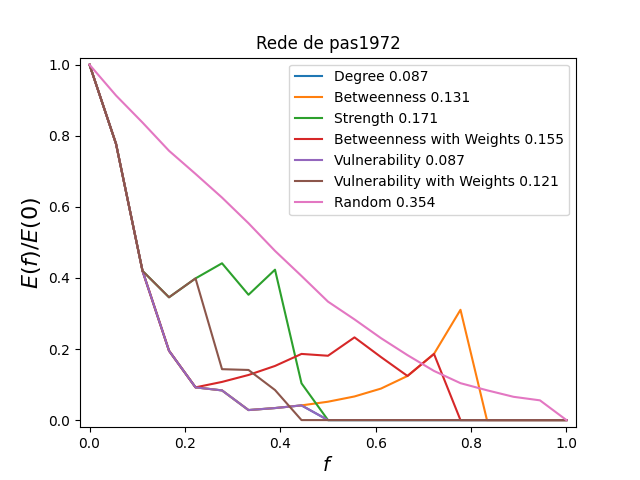 Rede de pas1972
Degree 0.087
Betweenness 0.131
Strength 0.171
Betweenness with Weights 0.155
Vulnerability 0.087
Vulnerability with Weights 0.121
Random 0.354
E(f)/E(0)
1.0
0.8
0.6
0.4
0.2
0.0
0.0 0.2 0.4 0.6 0.8 1.0
f